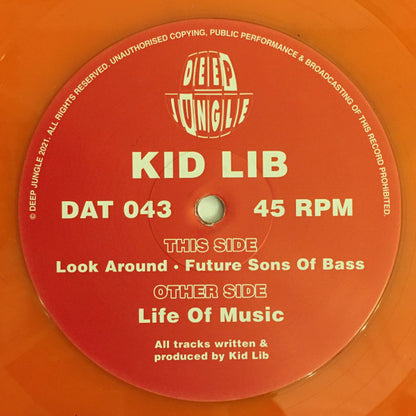 © DEEP JUNGLE 2021. ALL RIGHTS RESERVED. UNAUTHORISED COPYING, PUBLIC PERFORMANCE & BROADCASTING OF THIS RECORD PROHIBITED.
DEEP
JUNGLE
KID LIB
DAT 043 45 RPM
THIS SIDE
Look Around • Future Sons Of Bass
OTHER SIDE
Life Of Music
All tracks written &
produced by Kid Lib